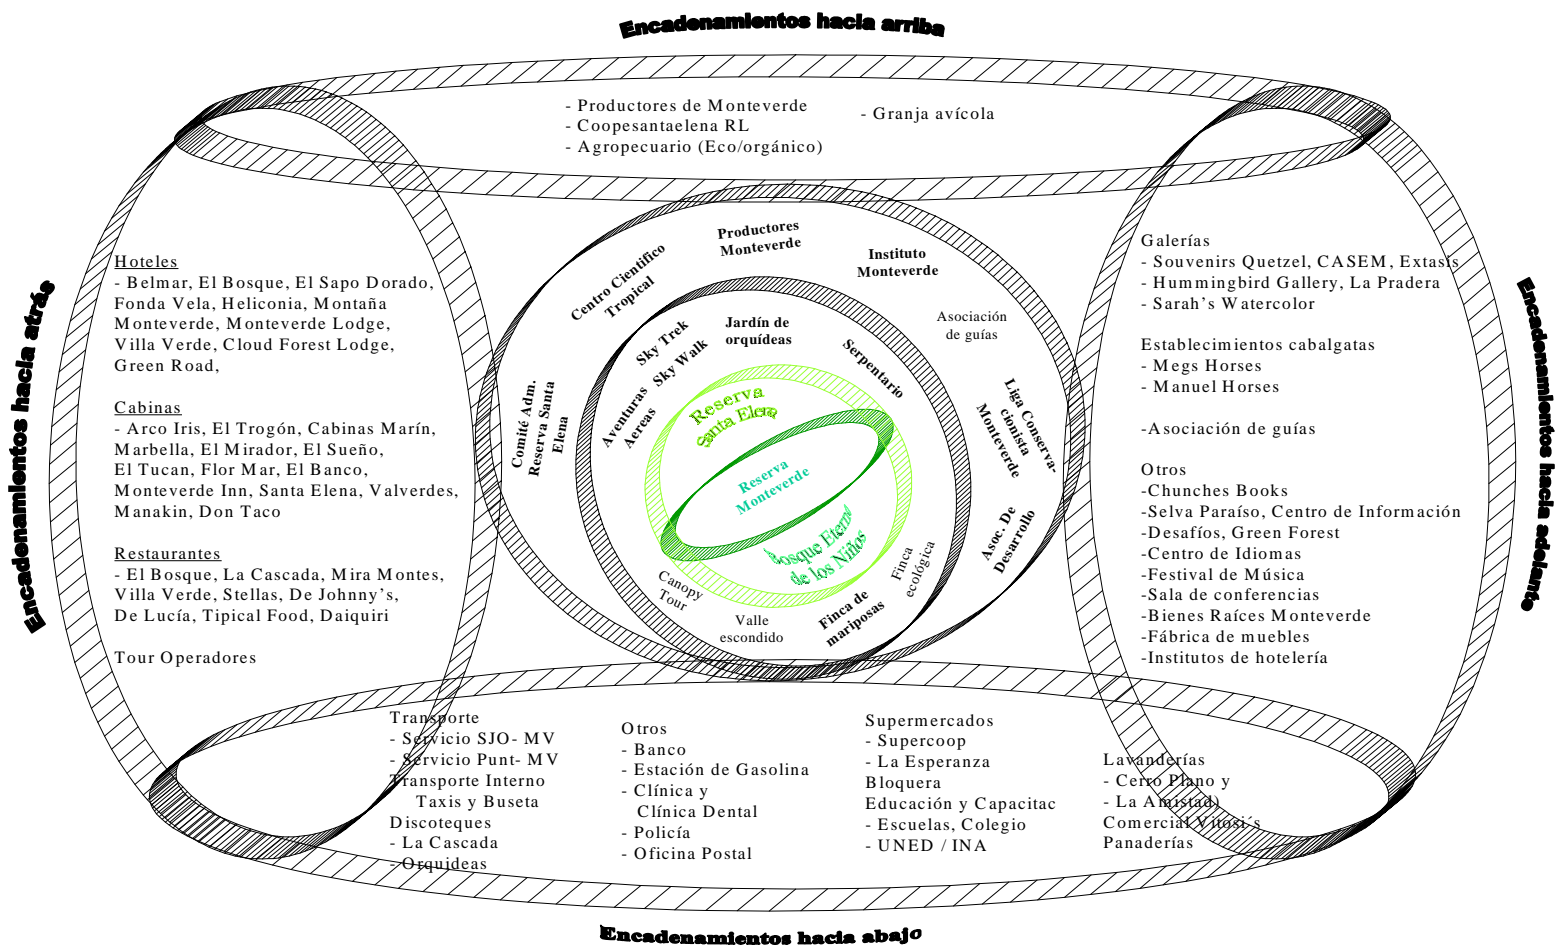 Encadenamientos hacia arriba
- Productores de Monteverde
- Coopesantaelena RL
- Agropecuario (Eco/orgánico)
- Granja avícola
Encadenamientos hacia atrás
Hoteles
- Belmar, El Bosque, El Sapo Dorado,
Fonda Vela, Heliconia, Montaña
Monteverde, Monteverde Lodge,
Villa Verde, Cloud Forest Lodge,
Green Road,
Cabinas
- Arco Iris, El Trogón, Cabinas Marín,
Marbella, El Mirador, El Sueño,
El Tucan, Flor Mar, El Banco,
Monteverde Inn, Santa Elena, Valverdes,
Manakin, Don Taco
Restaurantes
- El Bosque, La Cascada, Mira Montes,
Villa Verde, Stellas, De Johnny's,
De Lucía, Tipical Food, Daiquiri
Tour Operadores
Comité Adm.
Reserva Santa
Elena
Centro Científico
Tropical
Productores
Monteverde
Instituto
Monteverde
Asociación
de guías
Liga Conserva-
cionista
Monteverde
Asoc. De
Desarrollo
Aventuras
Aereas
Sky Trek
Sky Walk
Jardín de
orquídeas
Serpentario
Finca
ecológica
Finca de
mariposas
Valle
escondido
Canopy
Tour
Reserva
Santa Elena
Reserva
Monteverde
Bosque Eterno
de los Niños
Galerías
- Souvenirs Quetzel, CASEM, Extasis
- Hummingbird Gallery, La Pradera
- Sarah's Watercolor
Establecimientos cabalgatas
- Megs Horses
- Manuel Horses
-Asociación de guías
Otros
-Chunches Books
-Selva Paraíso, Centro de Información
-Desafíos, Green Forest
-Centro de Idiomas
-Festival de Música
-Sala de conferencias
-Bienes Raíces Monteverde
-Fábrica de muebles
-Institutos de hotelería
Encadenamientos hacia adelante
Transporte
- Servicio SJO- MV
- Servicio Punt- MV
Transporte Interno
Taxis y Buseta
Discoteques
- La Cascada
- Orquideas
Otros
- Banco
- Estación de Gasolina
- Clínica y
Clínica Dental
- Policía
- Oficina Postal
Supermercados
- Supercoop
- La Esperanza
Bloquera
Educación y Capacitac
- Escuelas, Colegio
- UNED / INA
Lavanderías
- Cerro Plano y
- La Amistad)
Comercial Vitosi´s
Panaderías
Encadenamientos hacia abajo